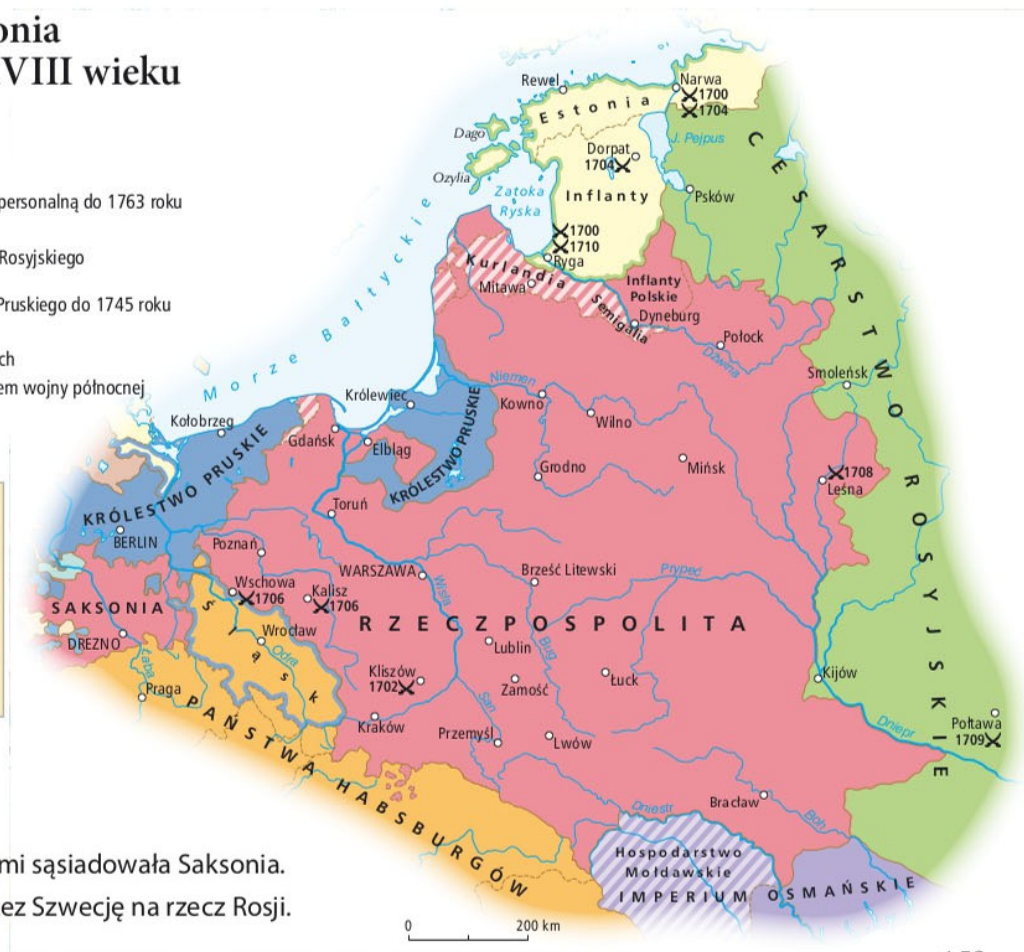 onia
VIII wieku
personalną do 1763 roku
Rosyjskiego
Pruskiego do 1745 roku
ch
em wojny północnej
Rewel
Narwa
1700
1704
Estonia
Dago
J. Pejpus
Dorpat
1704
Ozylia
Zatoka
Ryska
Inflanty
Psków
1700
1710
Ryga
Kurlandia
Mitawa
Semigalia
Inflanty
Polskie
Dyneburg
Połock
Dźwina
CESARSTWO ROSYJSKIE
Morze Bałtyckie
Smoleńsk
Niemen
Królewiec
Kowno
Wilno
Kołobrzeg
Gdańsk
Elbląg
KRÓLESTWO PRUSKIE
KRÓLESTWO PRUSKIE
Grodno
Mińsk
1708
Leśna
Toruń
BERLIN
Poznań
WARSZAWA
Brześć Litewski
Prypeć
Wschowa
1706
Kalisz
1706
Wisła
SAKSONIA
Śląsk
RZECZPOSPOLITA
Wrocław
Odra
DREZNO
Łaba
Lublin
Bug
Praga
Kliszów
1702
Zamość
Łuck
Kijów
San
Kraków
Przemyśl
Lwów
Dniepr
Połtawa
1709
PAŃSTWA HABSBURGÓW
Bracław
Dniestr
Boh
Hospodarstwo
Mołdawskie
IMPERIUM OSMAŃSKIE
mi sąsiadowała Saksonia.
ez Szwecję na rzecz Rosji.
0 200 km